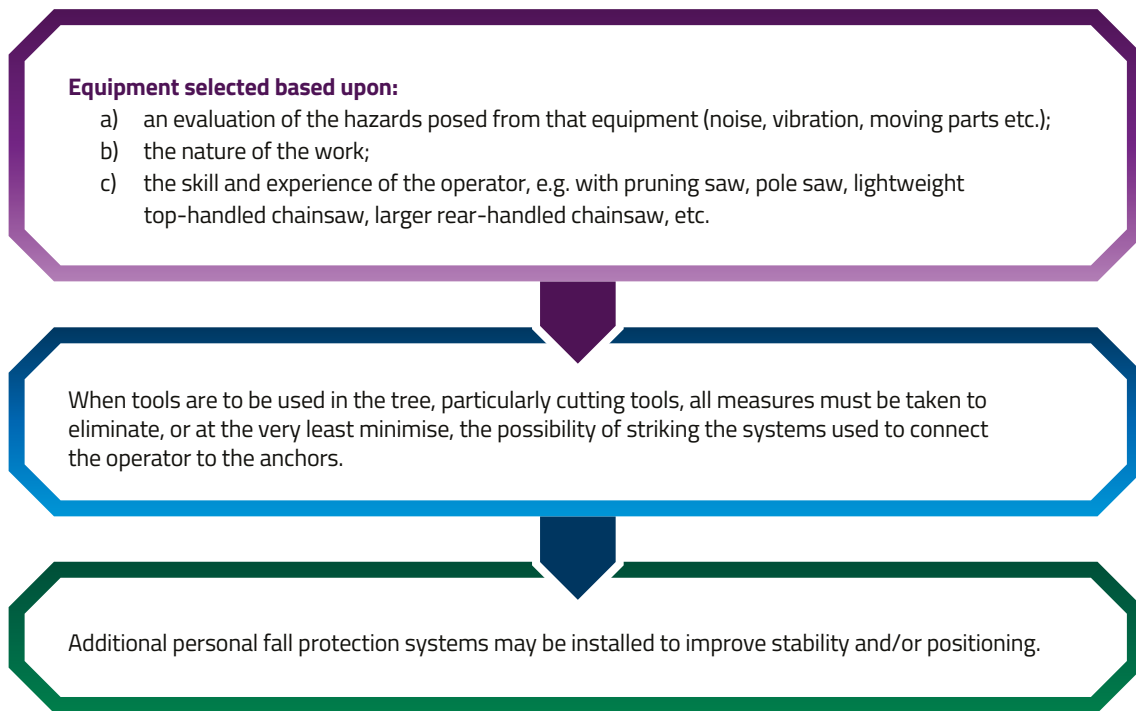 Equipment selected based upon:
a) an evaluation of the hazards posed from that equipment (noise, vibration, moving parts etc.);
b) the nature of the work;
c) the skill and experience of the operator, e.g. with pruning saw, pole saw, lightweight
top-handled chainsaw, larger rear-handled chainsaw, etc.
When tools are to be used in the tree, particularly cutting tools, all measures must be taken to
eliminate, or at the very least minimise, the possibility of striking the systems used to connect
the operator to the anchors.
Additional personal fall protection systems may be installed to improve stability and/or positioning.